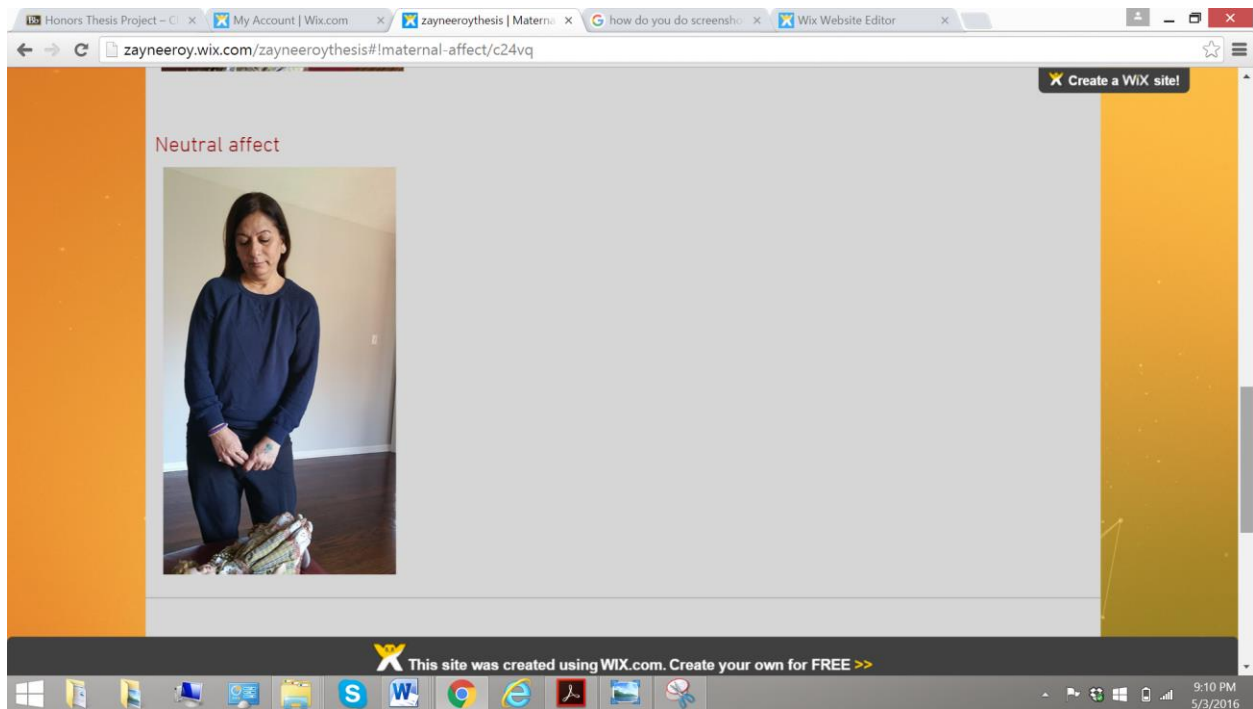 Honors Thesis Project – Cl
My Account | Wix.com
zayneeroythesis | Materna
how do you do screensho
Wix Website Editor
zayneeroy.wix.com/zayneeroythesis#!maternal-affect/c24vq
Create a WiX site!
Neutral affect
This site was created using WIX.com. Create your own for FREE >>
9:10 PM
5/3/2016